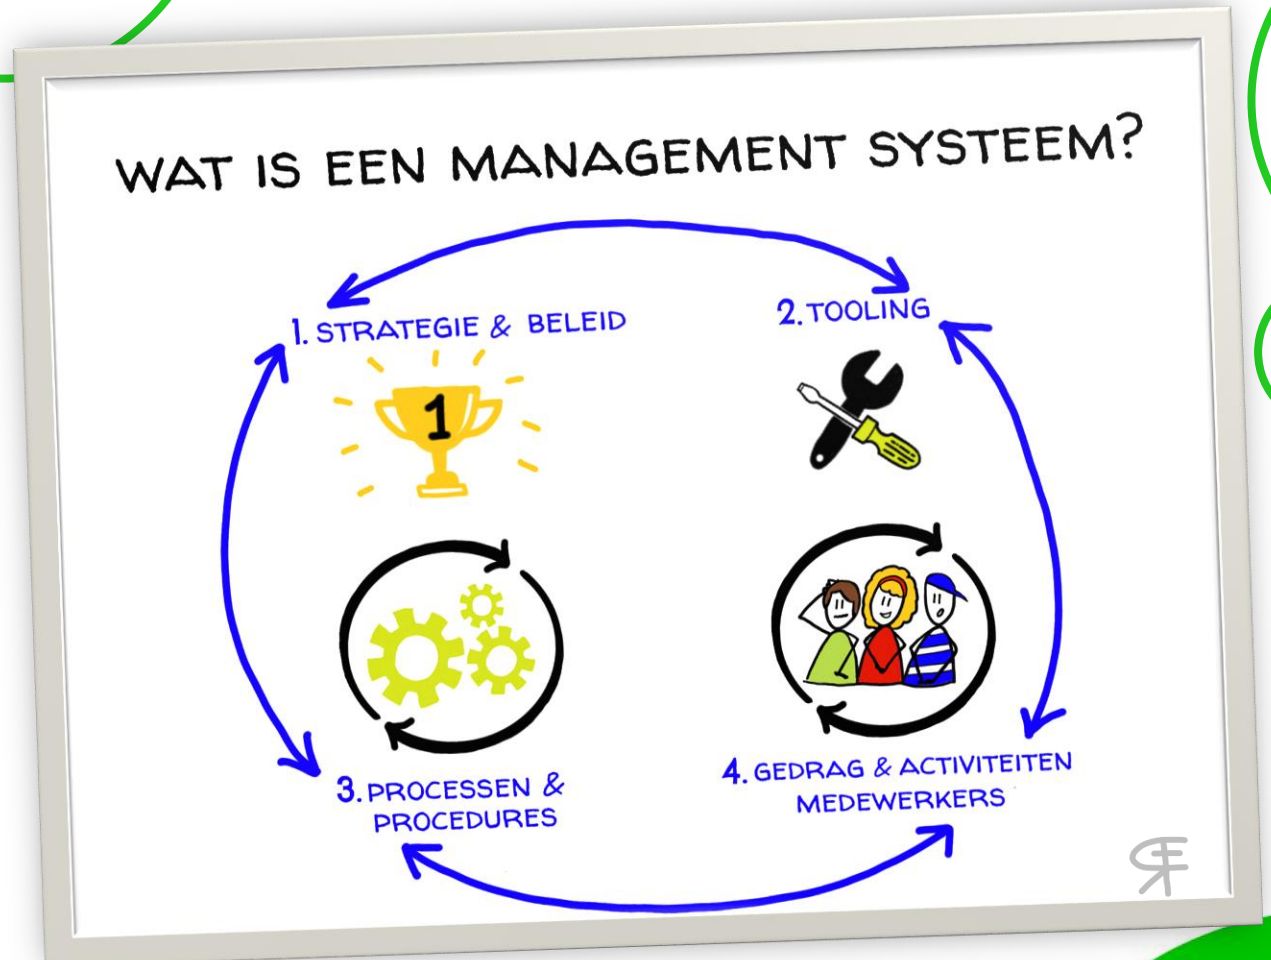 WAT IS EEN MANAGEMENT SYSTEEM?
1. STRATEGIE & BELEID
2. TOOLING
1
3. PROCESSEN &
PROCEDURES
4. GEDRAG & ACTIVITEITEN
MEDEWERKERS